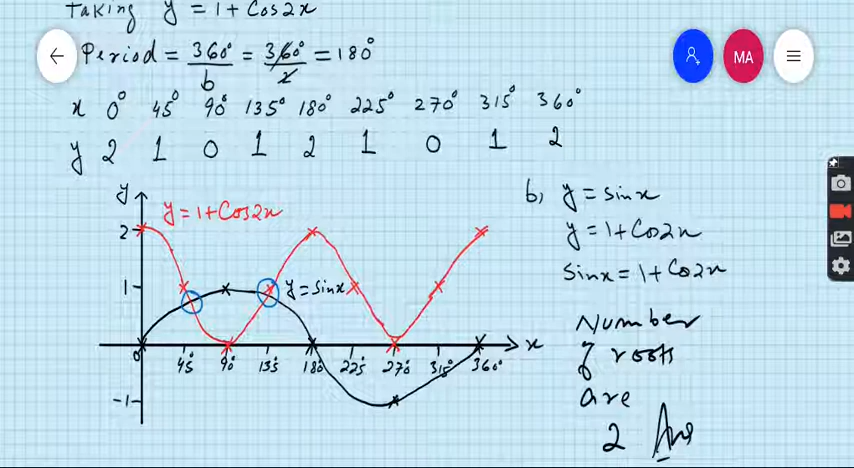 Taking y = 1 + Cos2x
Period = 360° / b = 360° / 2 = 180°
x 0° 45° 90° 135° 180° 225° 270° 315° 360°
y 2 1 0 1 2 1 0 1 2
MA
y
y = 1 + Cos2x
2
1
y = sinx
0 45° 90° 135° 180° 225 270° 315° 360° x
-1
b, y = sinx
y = 1 + Cos2x
sinx = 1 + Cos2x
Number
of roots
are
2 Ans